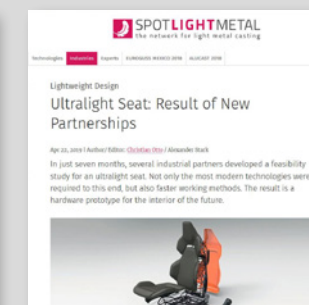 SPOTLIGHTMETAL
the network for light metal casting
Technologies Industries Experts EUROGUSS MEXICO 2019 ALUCAST 2018
Lightweight Design
Ultralight Seat: Result of New
Partnerships
Apr 22, 2019 | Author/ Editor: Christian Otto / Alexander Stark
In just seven months, several industrial partners developed a feasibility
study for an ultralight seat. Not only the most modern technologies were
required to this end, but also faster working methods. The result is a
hardware prototype for the interior of the future.